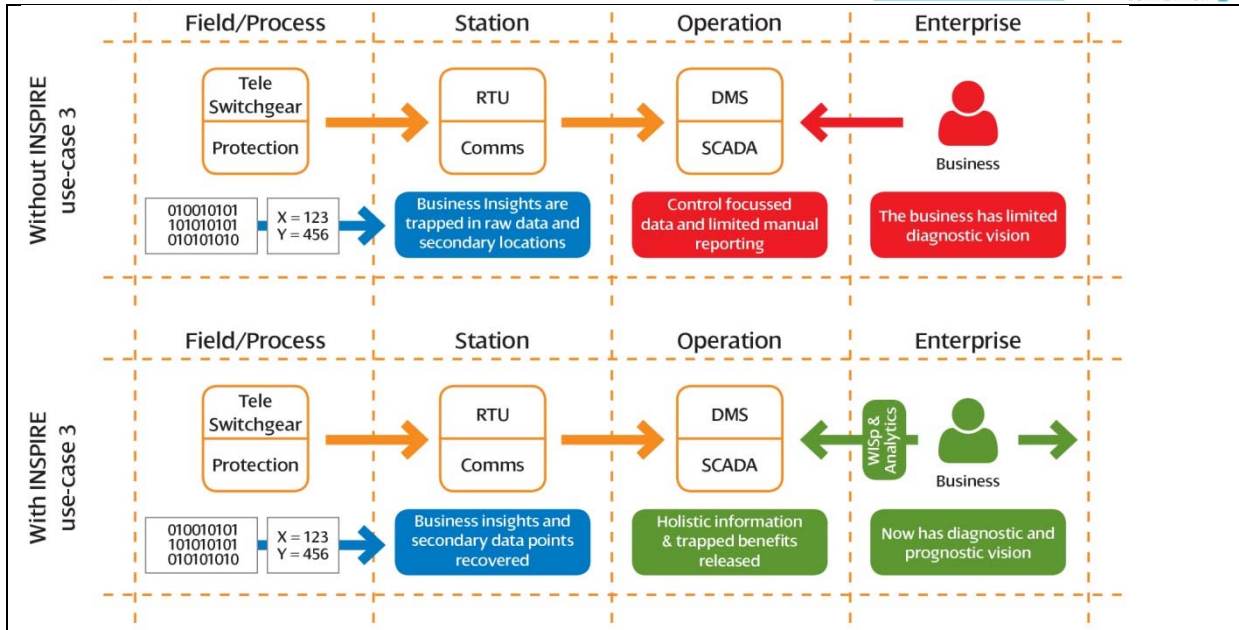 Field/Process
Station
Operation
Enterprise
Without INSPIRE
use-case 3
Tele
Switchgear
Protection
RTU
Comms
DMS
SCADA
Business
010010101
101010101
010101010
X = 123
Y = 456
Business Insights are
trapped in raw data and
secondary locations
Control focussed
data and limited manual
reporting
The business has limited
diagnostic vision
Field/Process
Station
Operation
Enterprise
With INSPIRE
use-case 3
Tele
Switchgear
Protection
RTU
Comms
DMS
SCADA
WISp &
Analytics
Business
010010101
101010101
010101010
X = 123
Y = 456
Business insights and
secondary data points
recovered
Holistic information
& trapped benefits
released
Now has diagnostic and
prognostic vision